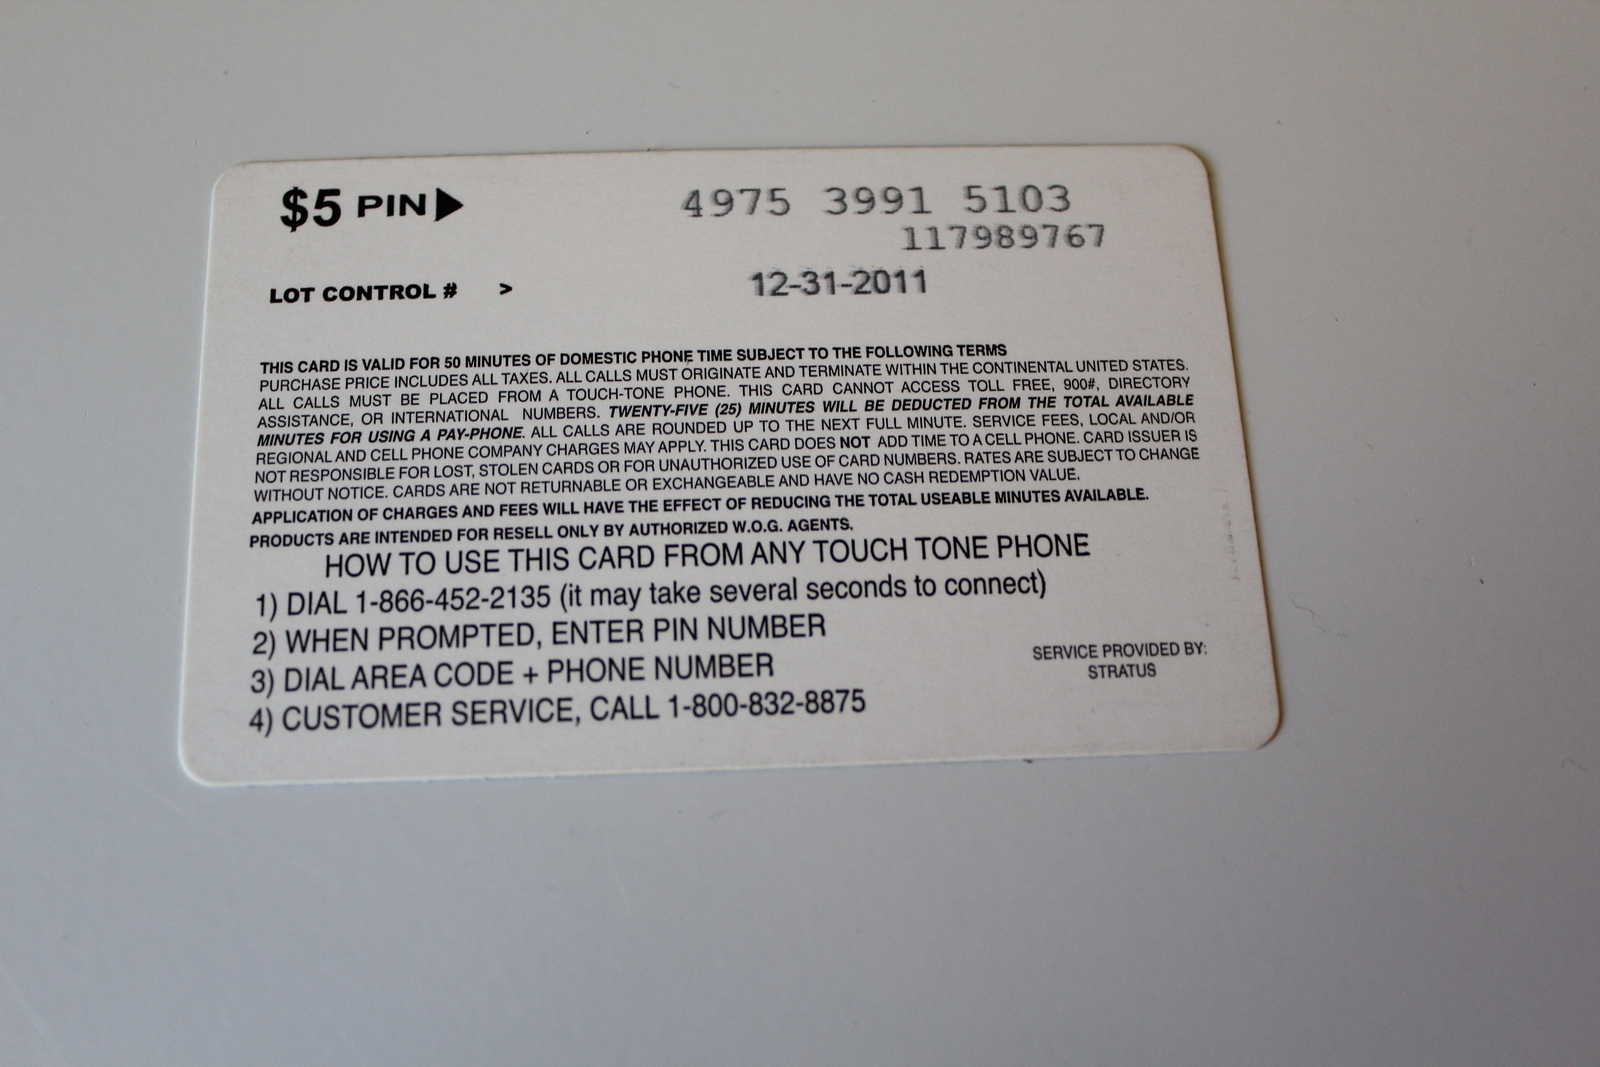 $5 PIN▶ 4975 3991 5103
117989767
LOT CONTROL # > 12-31-2011
THIS CARD IS VALID FOR 50 MINUTES OF DOMESTIC PHONE TIME SUBJECT TO THE FOLLOWING TERMS
PURCHASE PRICE INCLUDES ALL TAXES. ALL CALLS MUST ORIGINATE AND TERMINATE WITHIN THE CONTINENTAL UNITED STATES.
ALL CALLS MUST BE PLACED FROM A TOUCH-TONE PHONE. THIS CARD CANNOT ACCESS TOLL FREE, 900#, DIRECTORY
ASSISTANCE, OR INTERNATIONAL NUMBERS. TWENTY-FIVE (25) MINUTES WILL BE DEDUCTED FROM THE TOTAL AVAILABLE
MINUTES FOR USING A PAY-PHONE. ALL CALLS ARE ROUNDED UP TO THE NEXT FULL MINUTE. SERVICE FEES, LOCAL AND/OR
REGIONAL AND CELL PHONE COMPANY CHARGES MAY APPLY. THIS CARD DOES NOT ADD TIME TO A CELL PHONE. CARD ISSUER IS
NOT RESPONSIBLE FOR LOST, STOLEN CARDS OR FOR UNAUTHORIZED USE OF CARD NUMBERS. RATES ARE SUBJECT TO CHANGE
WITHOUT NOTICE. CARDS ARE NOT RETURNABLE OR EXCHANGEABLE AND HAVE NO CASH REDEMPTION VALUE.
APPLICATION OF CHARGES AND FEES WILL HAVE THE EFFECT OF REDUCING THE TOTAL USEABLE MINUTES AVAILABLE.
PRODUCTS ARE INTENDED FOR RESELL ONLY BY AUTHORIZED W.O.G. AGENTS.
HOW TO USE THIS CARD FROM ANY TOUCH TONE PHONE
1) DIAL 1-866-452-2135 (it may take several seconds to connect)
2) WHEN PROMPTED, ENTER PIN NUMBER
3) DIAL AREA CODE + PHONE NUMBER
4) CUSTOMER SERVICE, CALL 1-800-832-8875
SERVICE PROVIDED BY:
STRATUS